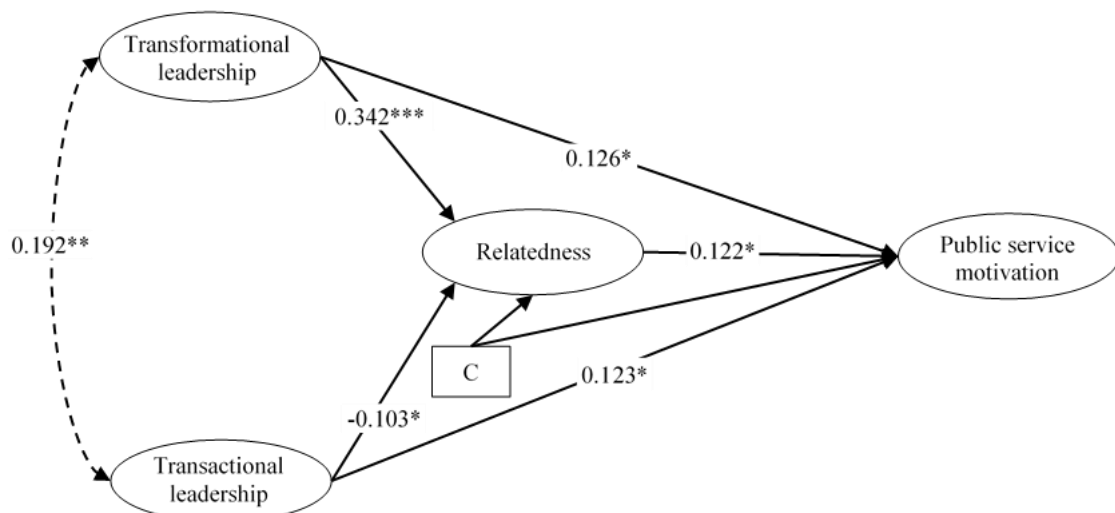 Transformational
leadership
0.342***
0.126*
0.192**
Relatedness
0.122*
Public service
motivation
C
0.123*
-0.103*
Transactional
leadership